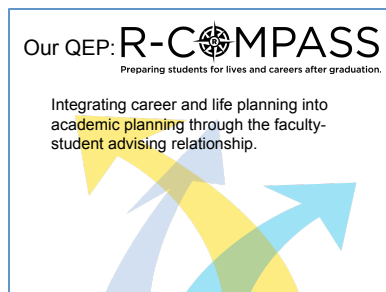 Our QEP: R-COMPASS
Preparing students for lives and careers after graduation.
Integrating career and life planning into
academic planning through the faculty-
student advising relationship.